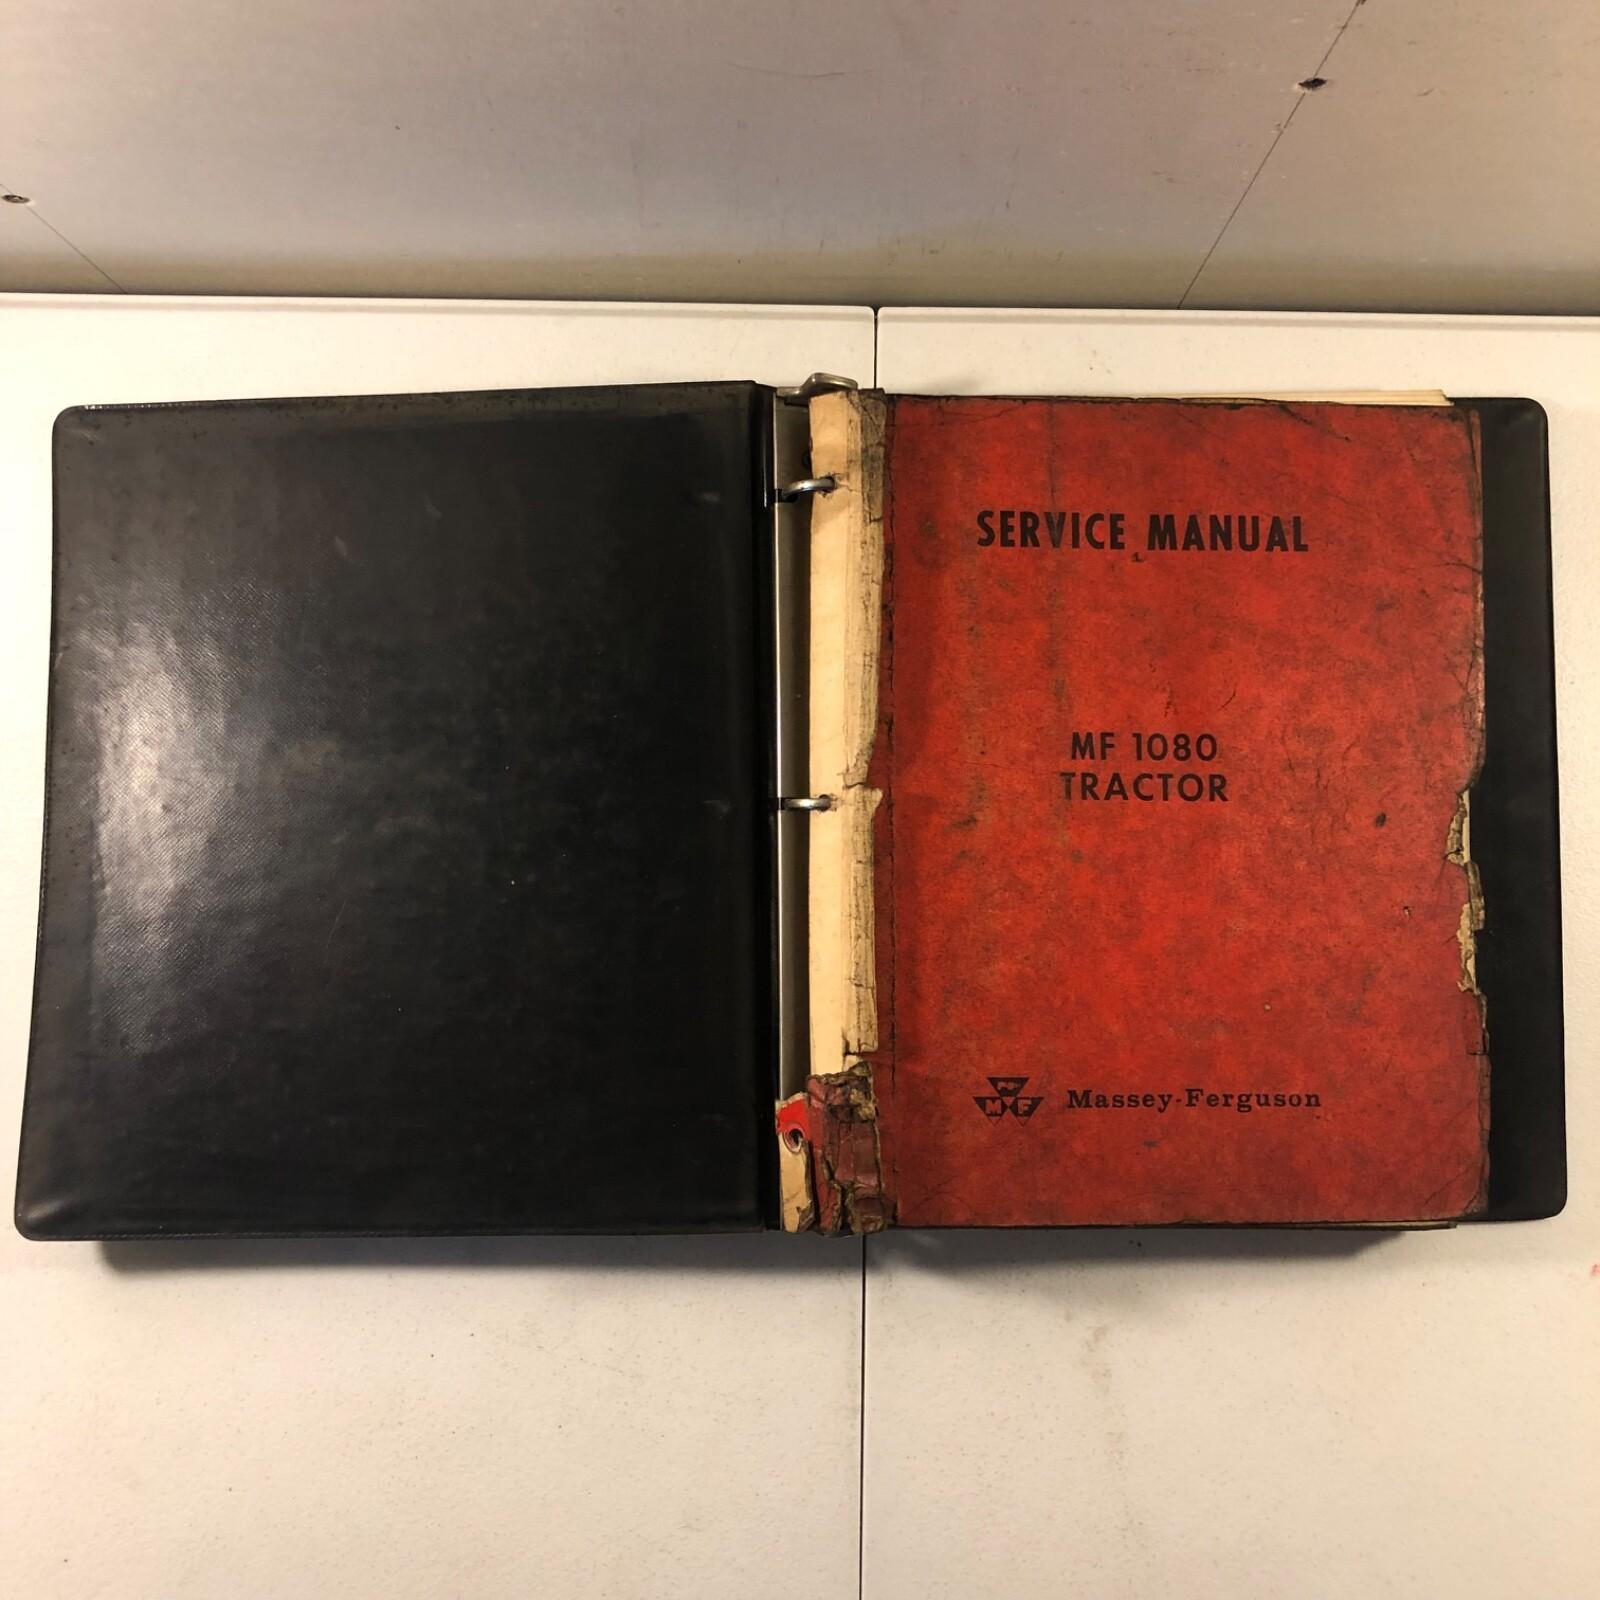 SERVICE MANUAL
MF 1080
TRACTOR
MF
M F
Massey-Ferguson